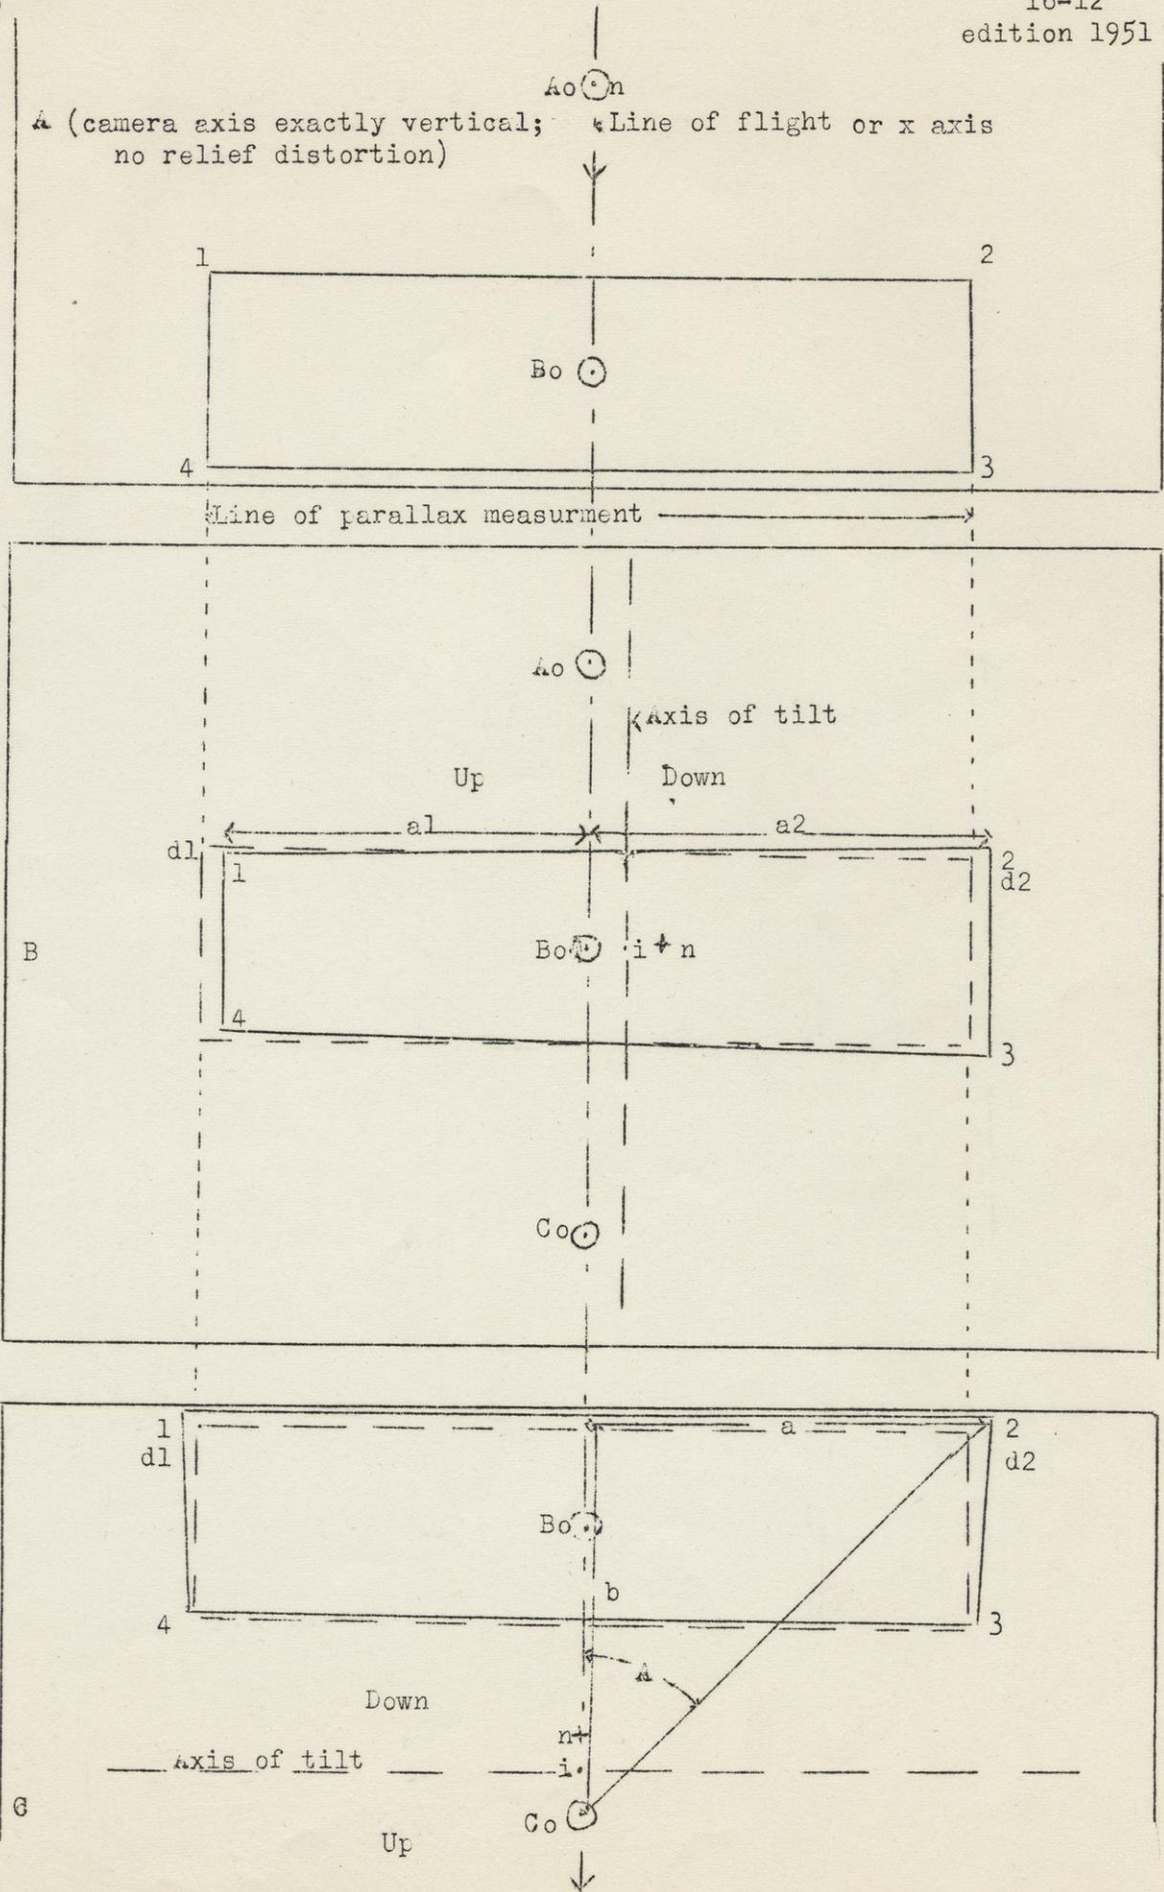 16-12
edition 1951
Ao n
A (camera axis exactly vertical; Line of flight or x axis
no relief distortion)
1 2
Bo
4 3
Line of parallax measurment
Ao
Axis of tilt
Up Down
a1 a2
d1 1 2
d2
B Bo i + n
4
3
Co
1 a 2
d1 d2
Bo
b
4 3
A
Down
n+
Axis of tilt i
C
Co
Up